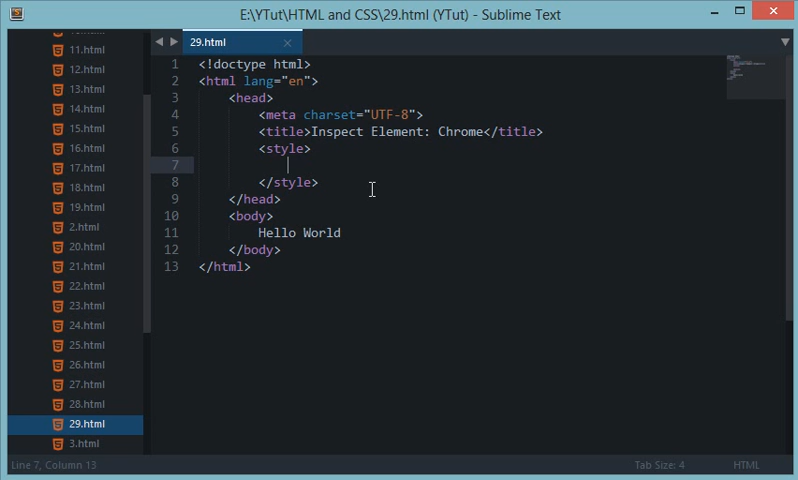 E:\YTut\HTML and CSS\29.html (YTut) - Sublime Text
11.html
12.html
13.html
14.html
15.html
16.html
17.html
18.html
19.html
2.html
20.html
21.html
22.html
23.html
24.html
25.html
26.html
27.html
28.html
29.html
3.html
29.html
1 <!doctype html>
2 <html lang="en">
3 <head>
4 <meta charset="UTF-8">
5 <title>Inspect Element: Chrome</title>
6 <style>
7
8 </style>
9 </head>
10 <body>
11 Hello World
12 </body>
13 </html>
Line 7, Column 13
Tab Size: 4
HTML